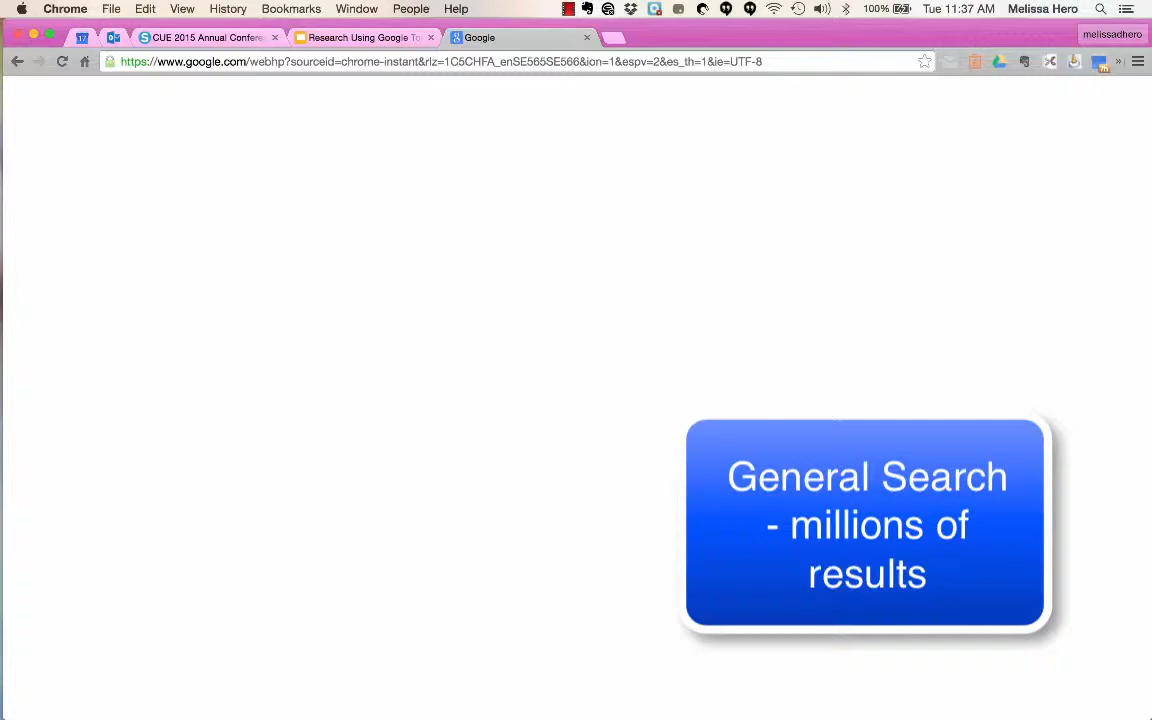 Chrome File Edit View History Bookmarks Window People Help 100% Tue 11:37 AM Melissa Hero
17 CUE 2015 Annual Confere Research Using Google To Google melissadhero
https://www.google.com/webhp?sourceid=chrome-instant&rlz=1C5CHFA_enSE565SE566&ion=1&espv=2&es_th=1&ie=UTF-8
General Search
- millions of
results